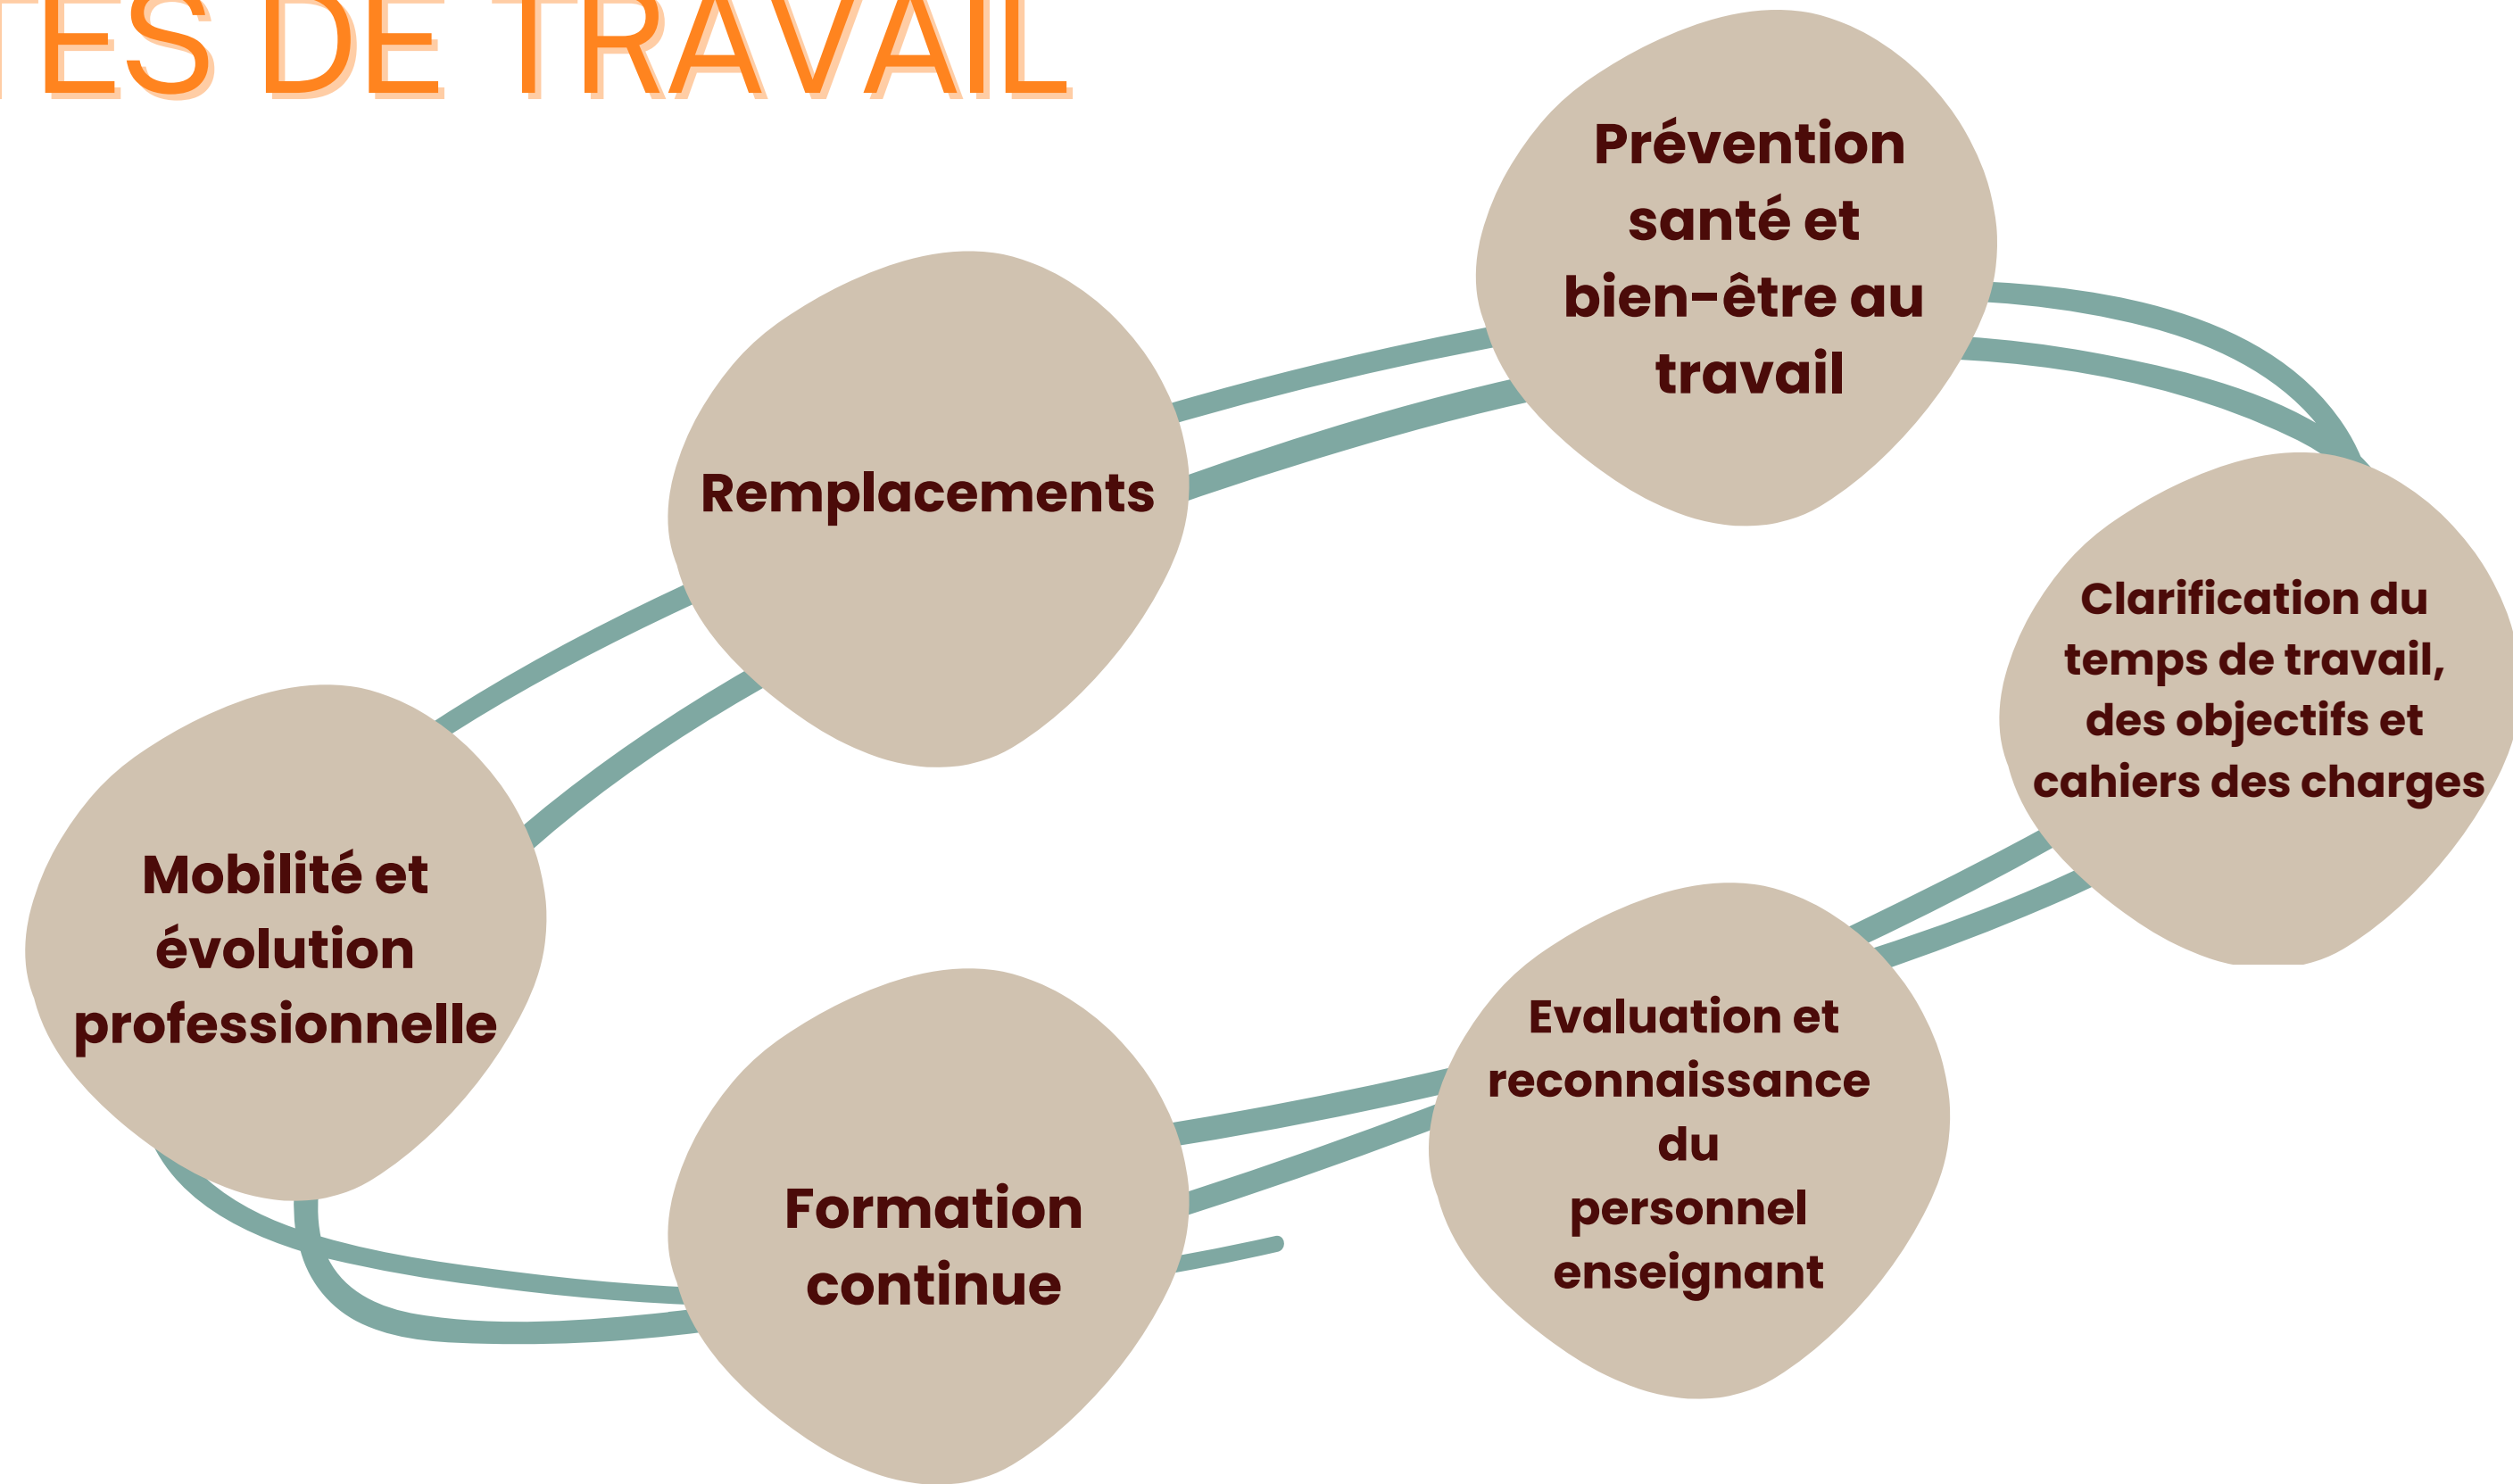 TES DE TRAVAIL
Prévention
santé et
bien-être au
travail
Remplacements
Clarification du
temps de travail,
des objectifs et
cahiers des charges
Mobilité et
évolution
professionnelle
Evaluation et
reconnaissance
du
personnel
enseignant
Formation
continue